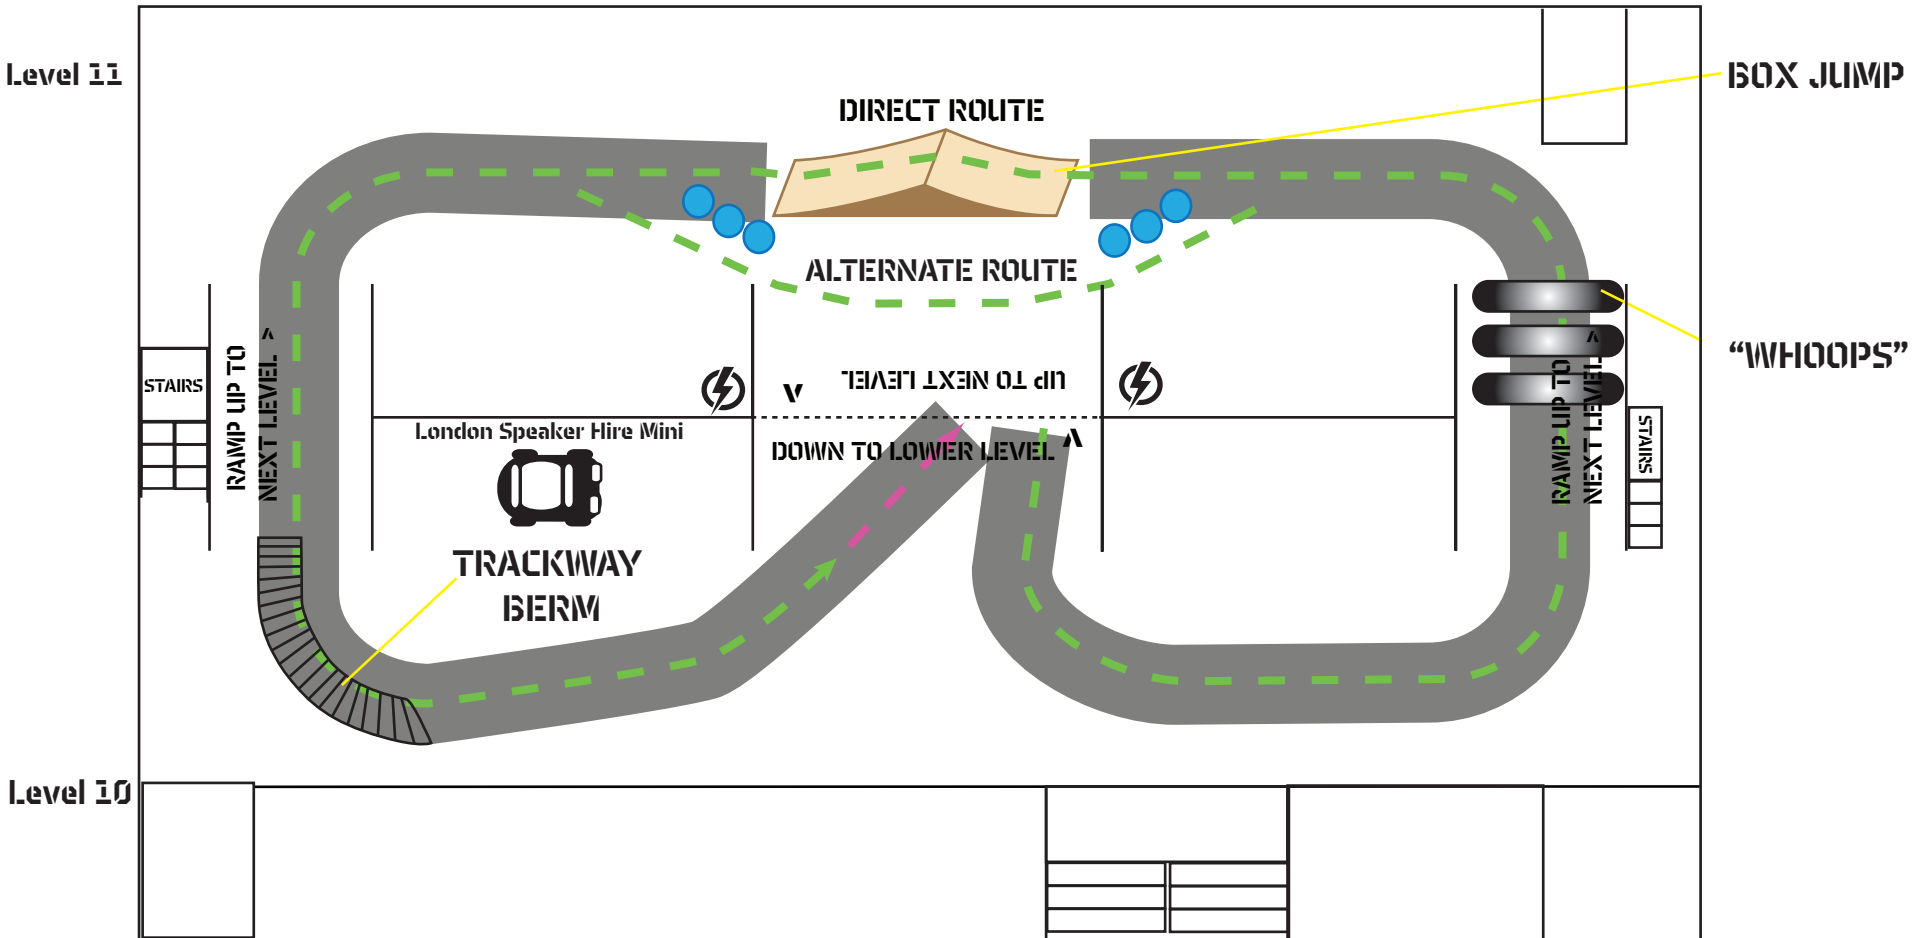 Level 11
BOX JUMP
DIRECT ROUTE
ALTERNATE ROUTE
“WHOOPS”
STAIRS
RAMP UP TO
NEXT LEVEL >
UP TO NEXT LEVEL
>
London Speaker Hire Mini
DOWN TO LOWER LEVEL >
RAMP UP TO
NEXT LEVEL >
STAIRS
TRACKWAY
BERM
Level 10